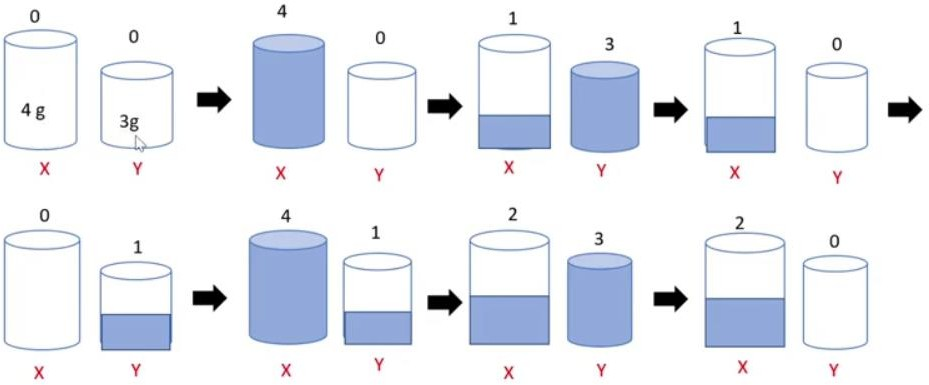 0 0 4 0 1 3 1 0
4 g 3g
X Y X Y X Y X Y
0 1 4 1 2 3 2 0
X Y X Y X Y X Y